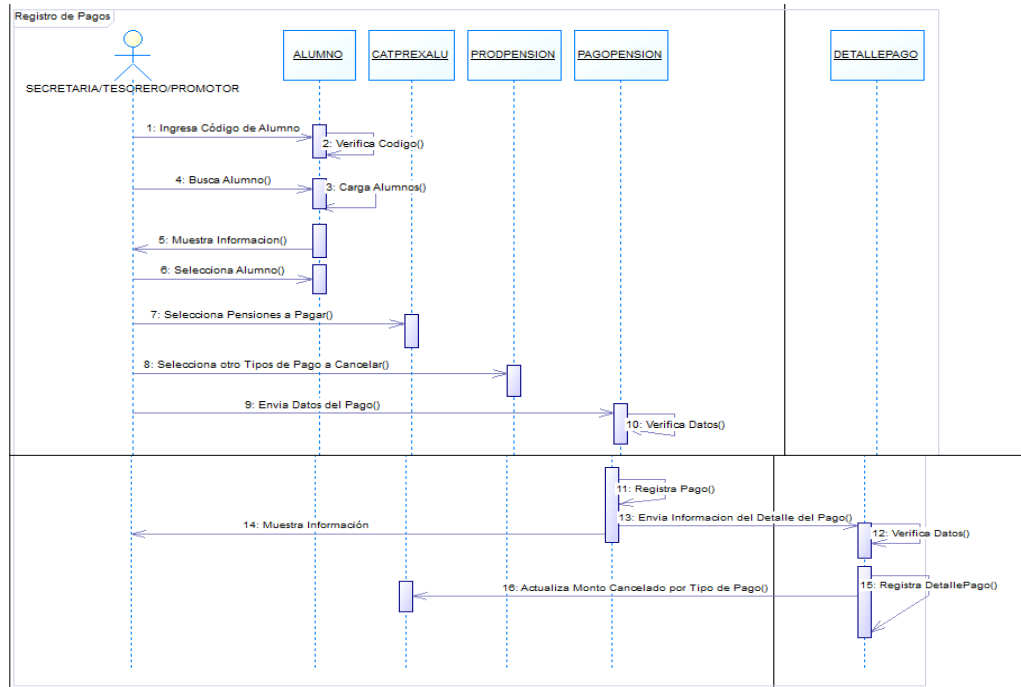 Registro de Pagos
ALUMNO
CATPREXALU
PRODPENSION
PAGOPENSION
DETALLEPAGO
SECRETARIA/TESORERO/PROMOTOR
1: Ingresa Código de Alumno
2: Verifica Codigo()
4: Busca Alumno()
3: Carga Alumnos()
5: Muestra Informacion()
6: Selecciona Alumno()
7: Selecciona Pensiones a Pagar()
8: Selecciona otro Tipos de Pago a Cancelar()
9: Envia Datos del Pago()
10: Verifica Datos()
11: Registra Pago()
13: Envia Informacion del Detalle del Pago()
14: Muestra Información
12: Verifica Datos()
16: Actualiza Monto Cancelado por Tipo de Pago()
15: Registra DetallePago()